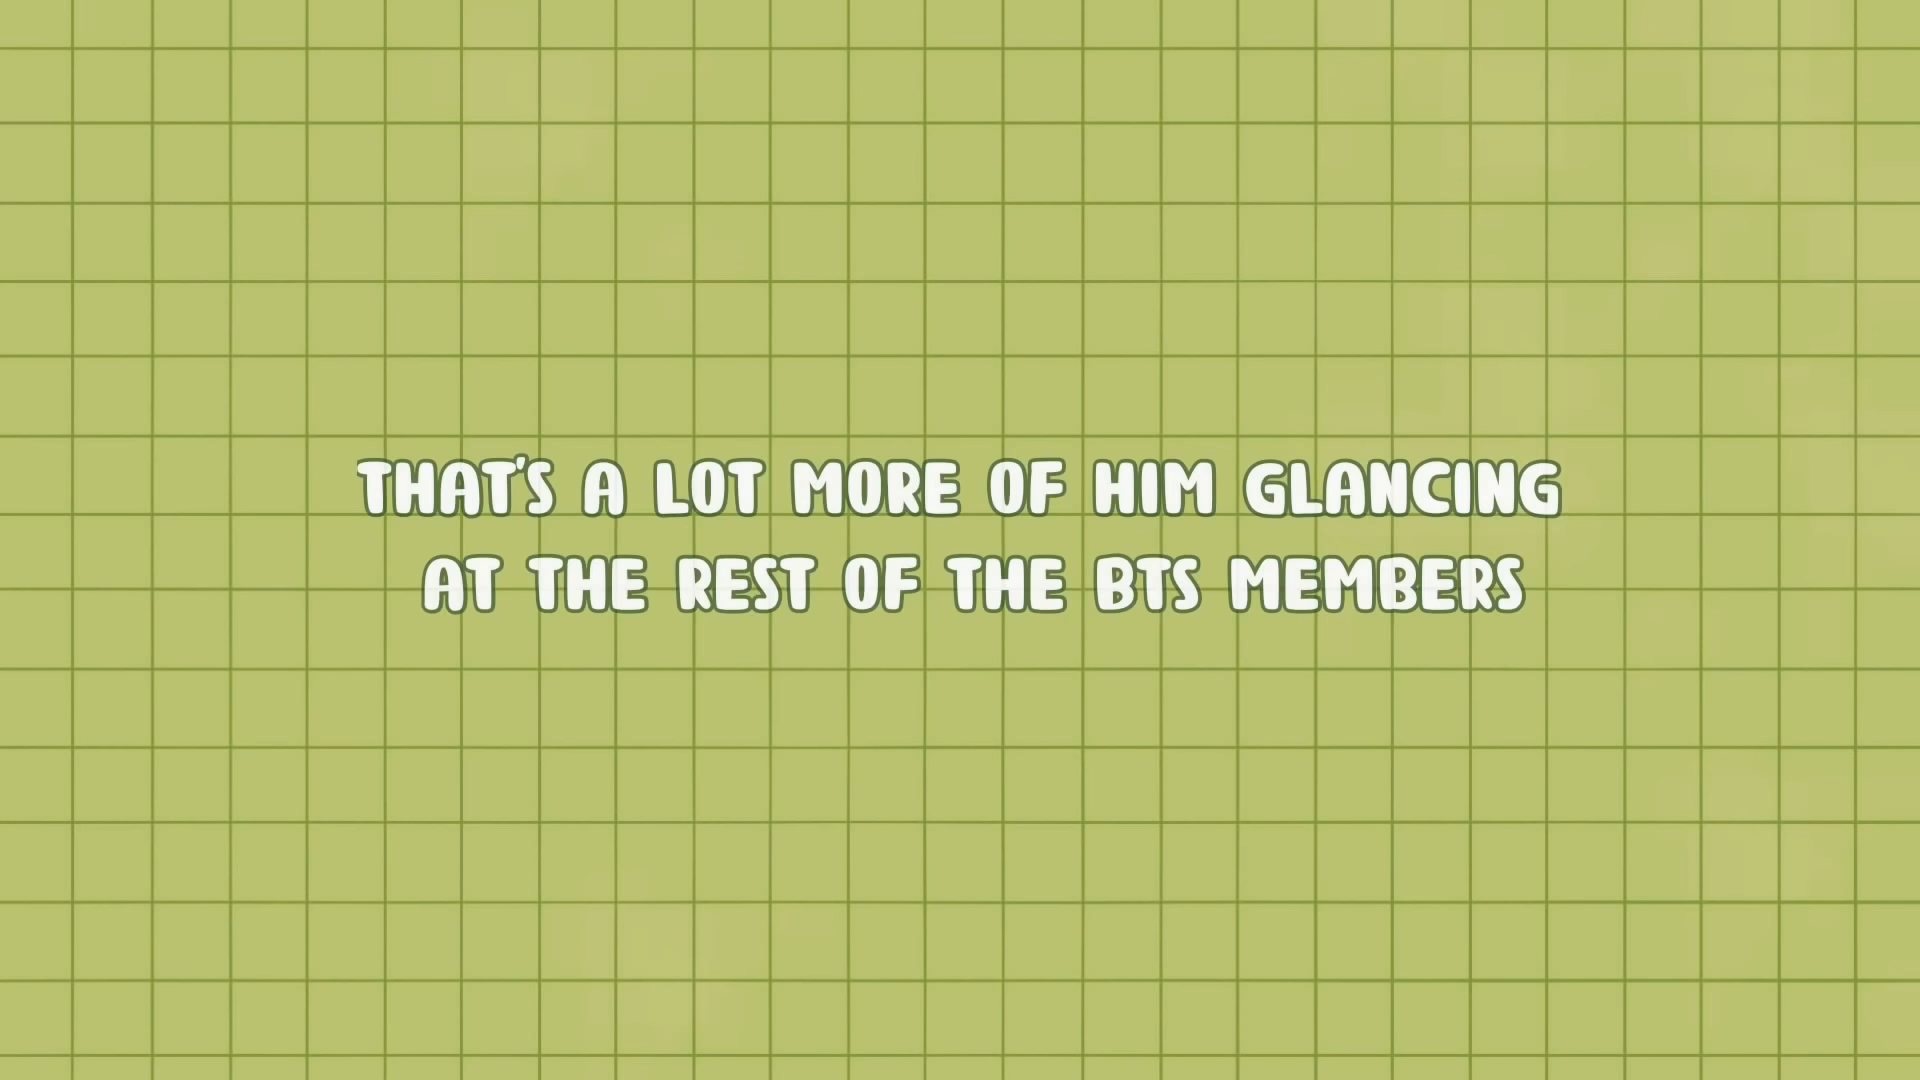 THAT'S A LOT MORE OF HIM GLANCING
AT THE REST OF THE BTS MEMBERS